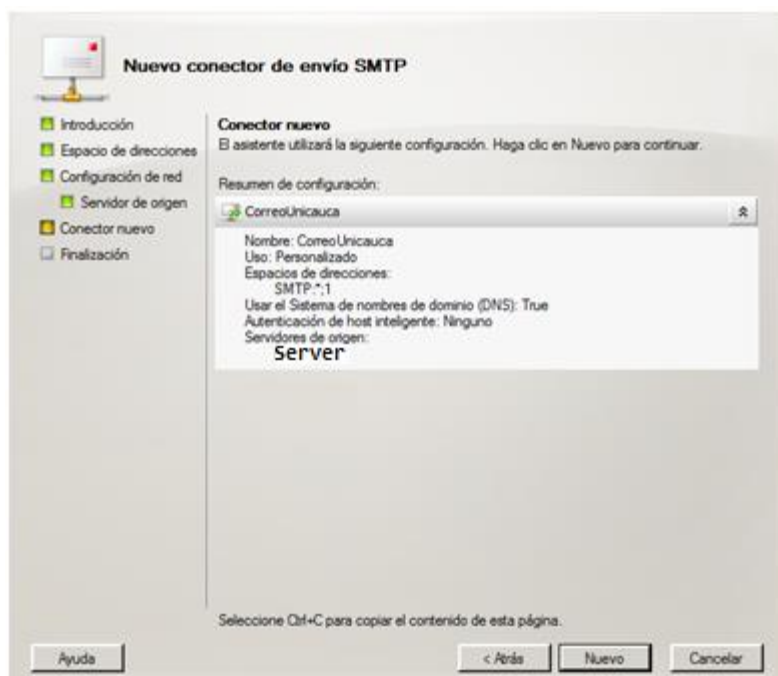 Nuevo conector de envío SMTP
Introducción
Espacio de direcciones
Configuración de red
Servidor de origen
Conector nuevo
Finalización
Conector nuevo
El asistente utilizará la siguiente configuración. Haga clic en Nuevo para continuar.
Resumen de configuración:
CorreoUnicauca
Nombre: CorreoUnicauca
Uso: Personalizado
Espacios de direcciones:
SMTP:*;1
Usar el Sistema de nombres de dominio (DNS): True
Autenticación de host inteligente: Ninguno
Servidores de origen:
Server
Seleccione Ctrl+C para copiar el contenido de esta página.
Ayuda
< Atrás
Nuevo
Cancelar